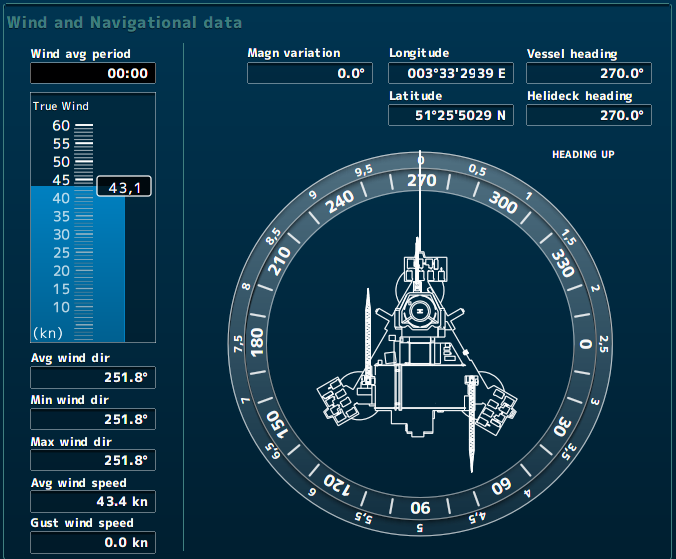 Wind and Navigational data
Wind avg period
00:00
True Wind
60
55
50
45
43,1
40
35
30
25
20
15
10
(kn)
Avg wind dir
251.8°
Min wind dir
251.8°
Max wind dir
251.8°
Avg wind speed
43.4 kn
Gust wind speed
0.0 kn
Magn variation
0.0°
Longitude
003°33'2939 E
Vessel heading
270.0°
Latitude
51°25'5029 N
Helideck heading
270.0°
HEADING UP
0
0,5
1
1,5
2
2,5
3
3,5
4
4,5
5
5,5
6
6,5
7
7,5
8
8,5
9
9,5
270
300
330
0
30
60
90
120
150
180
210
240
H